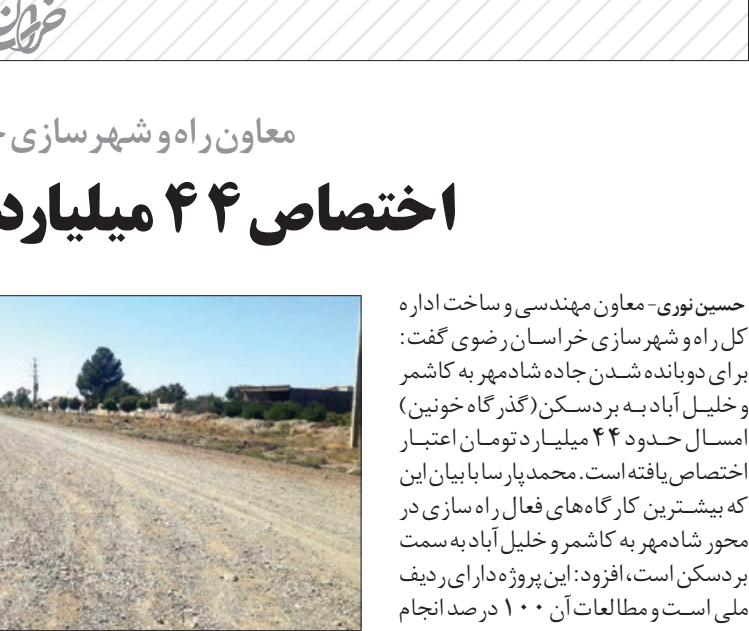 معاون راه و شهرسازی
اختصاص ۴۴ میلیارد
حسین نوری- معاون مهندسی و ساخت اداره
کل راه و شهرسازی خراسان رضوی گفت:
برای دوبانده شدن جاده شادمهر به کاشمر
و خلیل آباد به بردسکن (گذرگاه خونین)
امسال حدود ۴۴ میلیارد تومان اعتبار
اختصاص یافته است. محمد پارسا با بیان این
که بیشترین کارگاه‌های فعال راه سازی در
محور شادمهر به کاشمر و خلیل آباد به سمت
بردسکن است، افزود: این پروژه دارای ردیف
ملی است و مطالعات آن ۱۰۰ درصد انجام